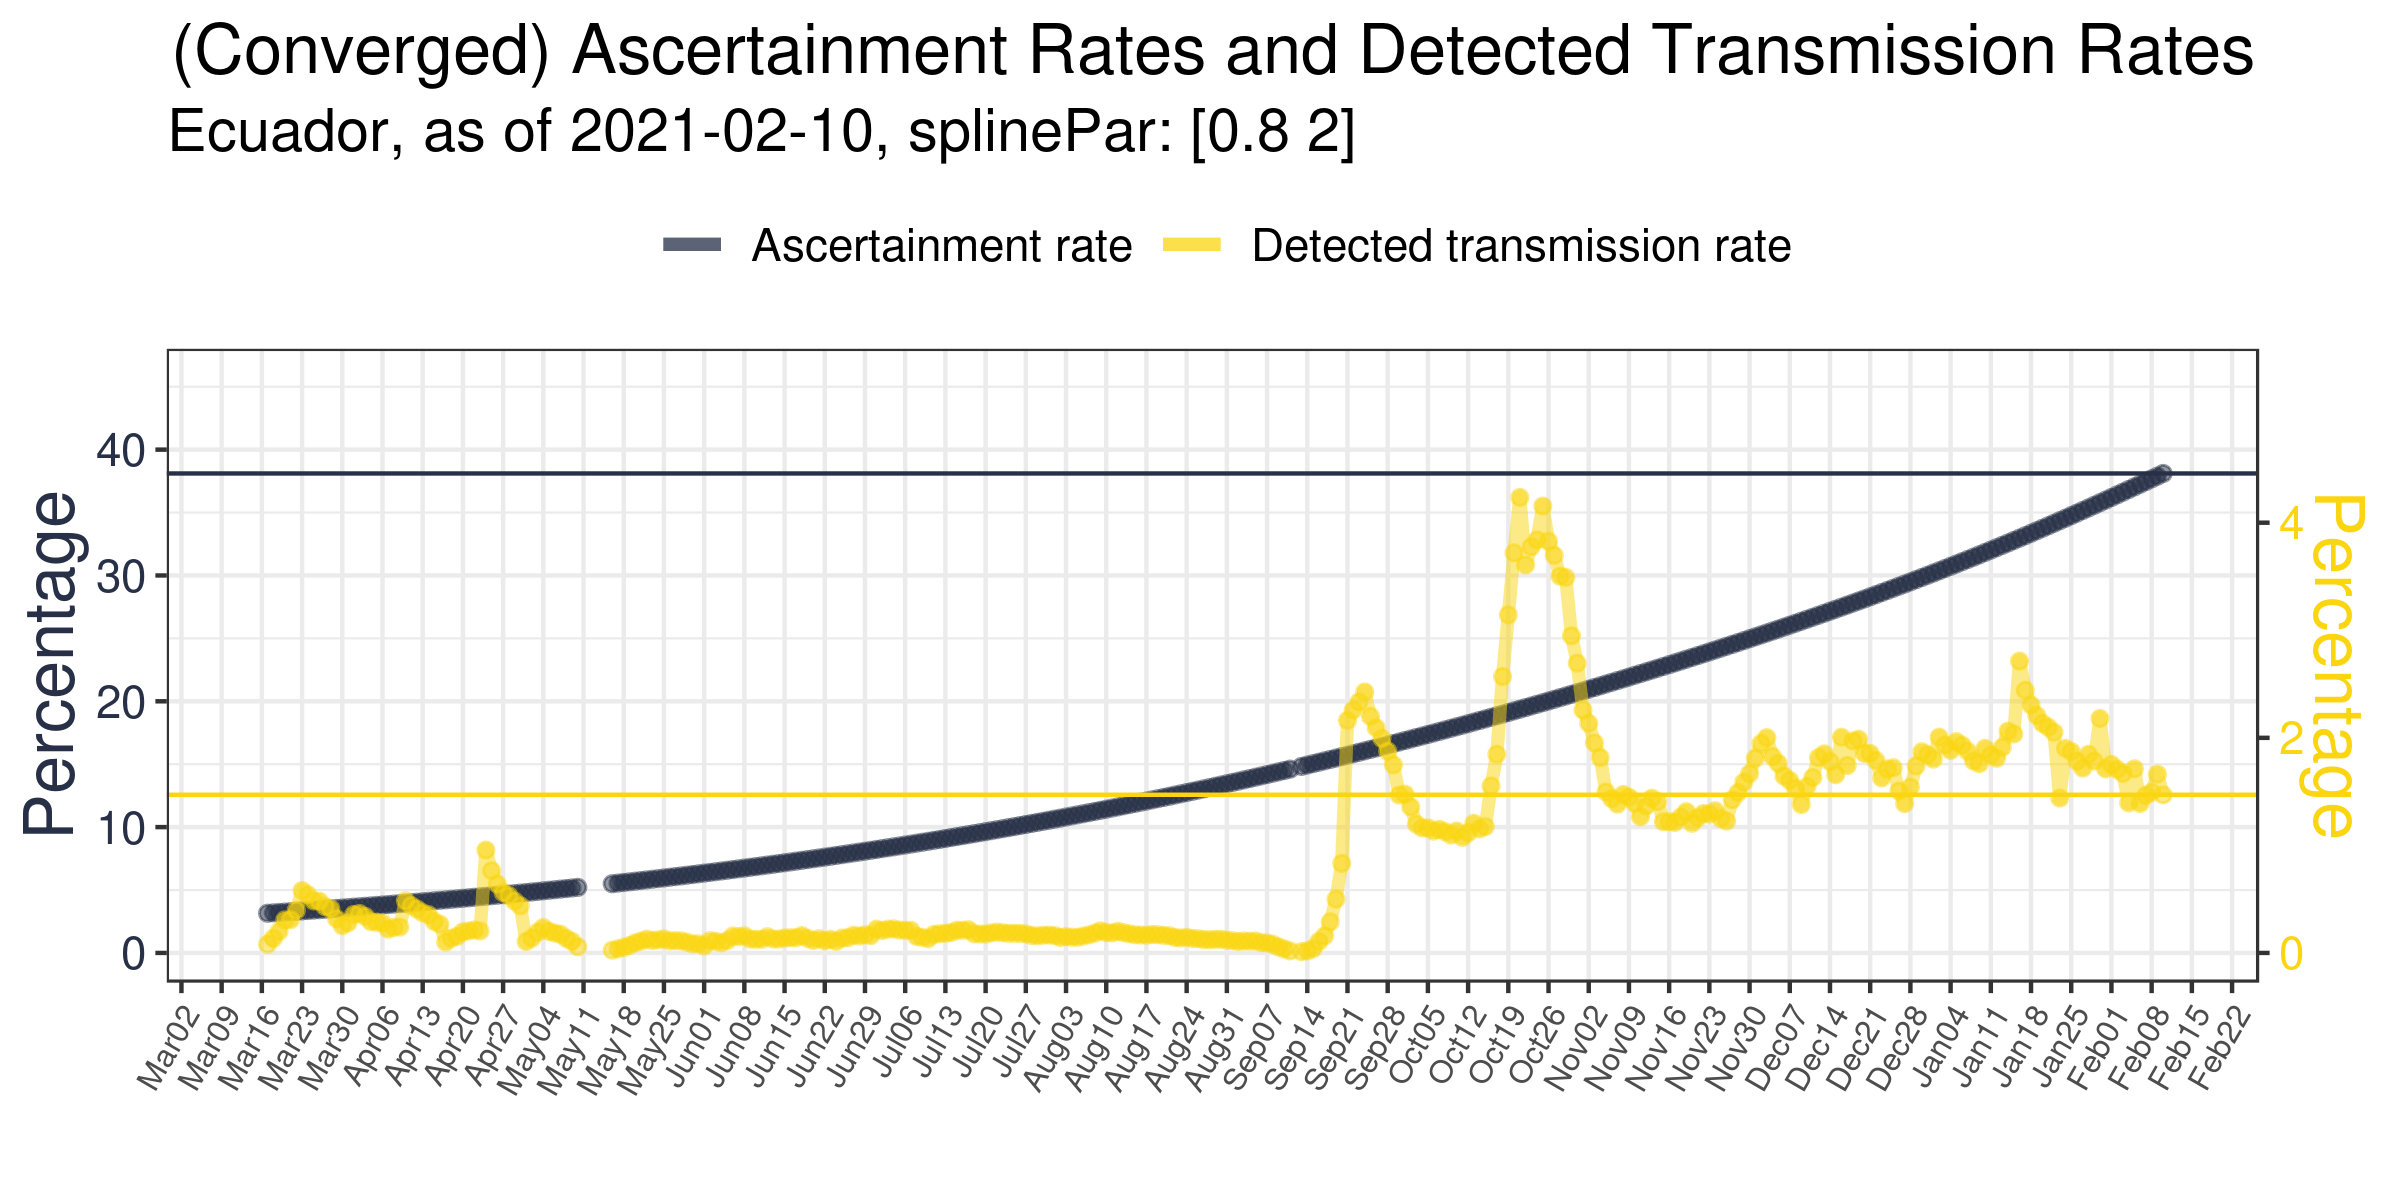 (Converged) Ascertainment Rates and Detected Transmission Rates
Ecuador, as of 2021-02-10, splinePar: [0.8 2]
Ascertainment rate Detected transmission rate
Percentage
40
30
20
10
0
Percentage
4
2
0
Mar02 Mar09 Mar16 Mar23 Mar30 Apr06 Apr13 Apr20 Apr27 May04 May11 May18 May25 Jun01 Jun08 Jun15 Jun22 Jun29 Jul06 Jul13 Jul20 Jul27 Aug03 Aug10 Aug17 Aug24 Aug31 Sep07 Sep14 Sep21 Sep28 Oct05 Oct12 Oct19 Oct26 Nov02 Nov09 Nov16 Nov23 Nov30 Dec07 Dec14 Dec21 Dec28 Jan04 Jan11 Jan18 Jan25 Feb01 Feb08 Feb15 Feb22